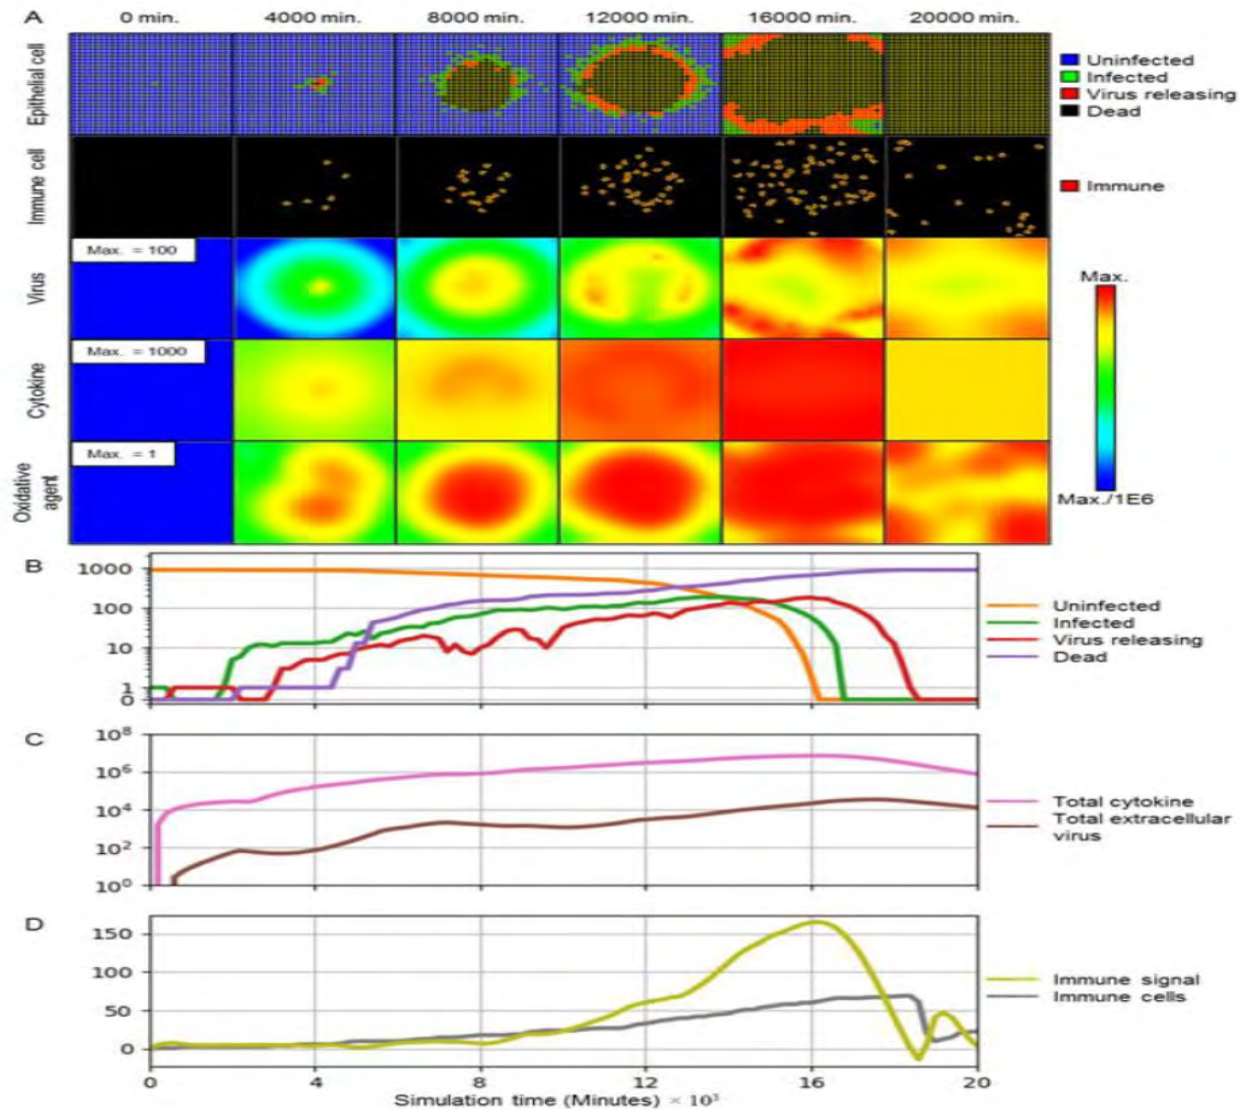 A
0 min. 4000 min. 8000 min. 12000 min. 16000 min. 20000 min.
Epithelial cell
Uninfected
Infected
Virus releasing
Dead
Immune cell
Immune
Virus
Max. = 100
Cytokine
Max. = 1000
Oxidative
agent
Max. = 1
Max.
Max./1E6
B
1000
100
10
1
0
Uninfected
Infected
Virus releasing
Dead
C
10⁸
10⁶
10⁴
10²
10⁰
Total cytokine
Total extracellular
virus
D
150
100
50
0
Immune signal
Immune cells
0 4 8 12 16 20
Simulation time (Minutes) × 10³